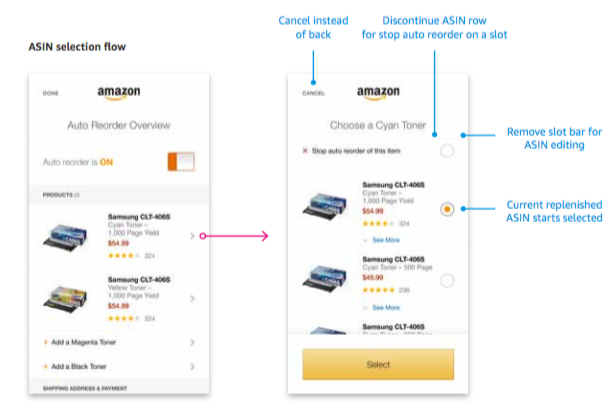 Cancel instead
of back
Discontinue ASIN row
for stop auto reorder on a slot
ASIN selection flow
DONE
amazon
Auto Reorder Overview
Auto reorder is ON
PRODUCTS
Samsung CLT-406S
Cyan Toner –
1,000 Page Yield
$54.99
324
Samsung CLT-406S
Yellow Toner –
1,000 Page Yield
$54.99
324
+ Add a Magenta Toner
+ Add a Black Toner
SHIPPING ADDRESS & PAYMENT
CANCEL
amazon
Choose a Cyan Toner
× Stop auto reorder of this item
Samsung CLT-406S
Cyan Toner –
1,000 Page Yield
$54.99
324
See More
Samsung CLT-406S
Cyan Toner – 500 Page
$45.99
236
See More
Samsung CLT-406S
Select
Remove slot bar for
ASIN editing
Current replenished
ASIN starts selected